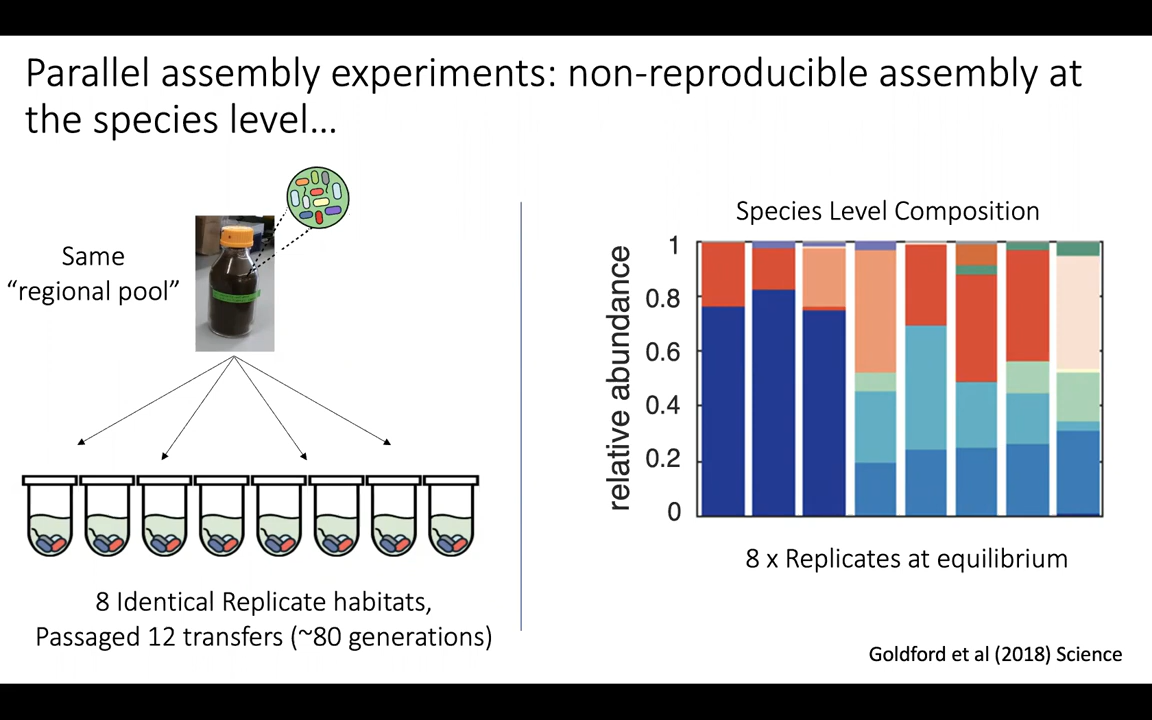 Parallel assembly experiments: non-reproducible assembly at
the species level…
Same
“regional pool”
8 Identical Replicate habitats,
Passaged 12 transfers (~80 generations)
Species Level Composition
relative abundance
1
0.8
0.6
0.4
0.2
0
8 x Replicates at equilibrium
Goldford et al (2018) Science